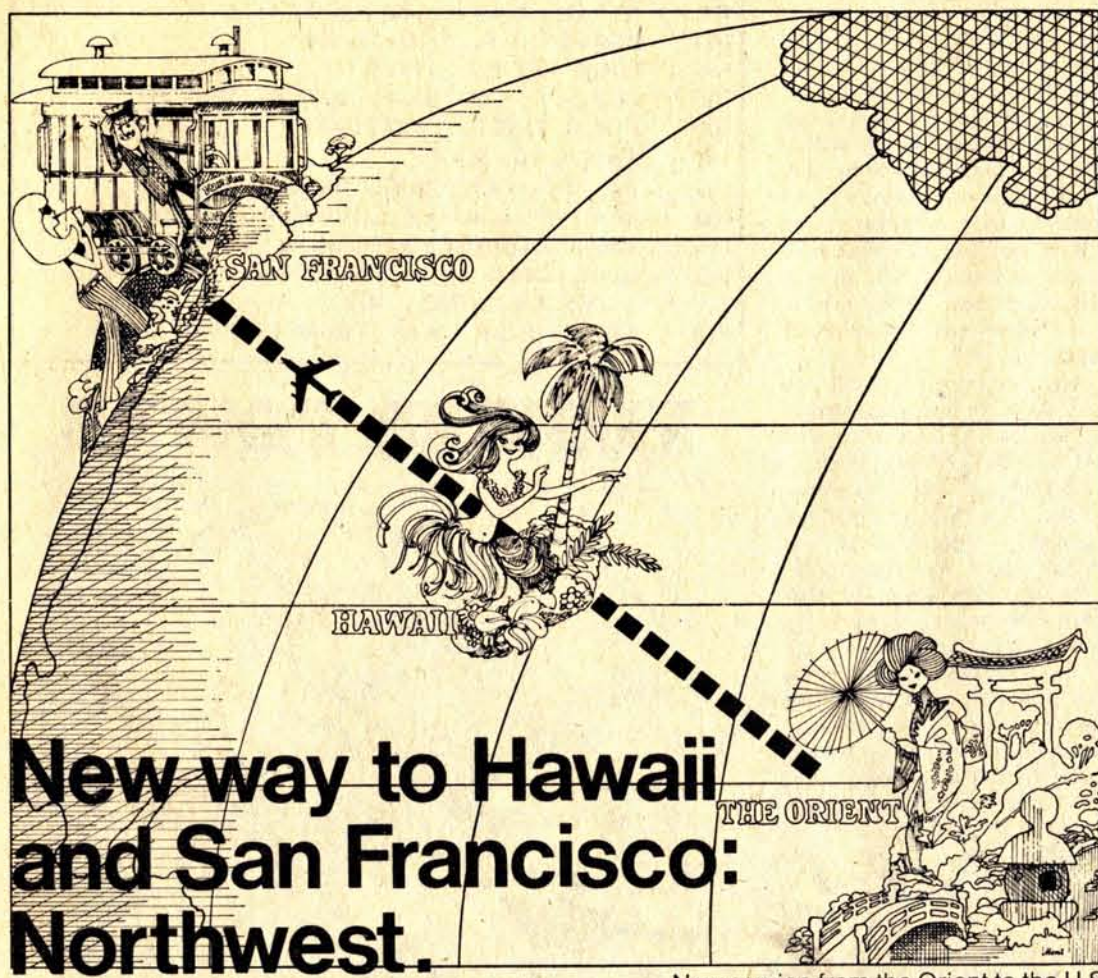 SAN FRANCISCO
HAWAII
THE ORIENT
New way to Hawaii
and San Francisco:
Northwest.